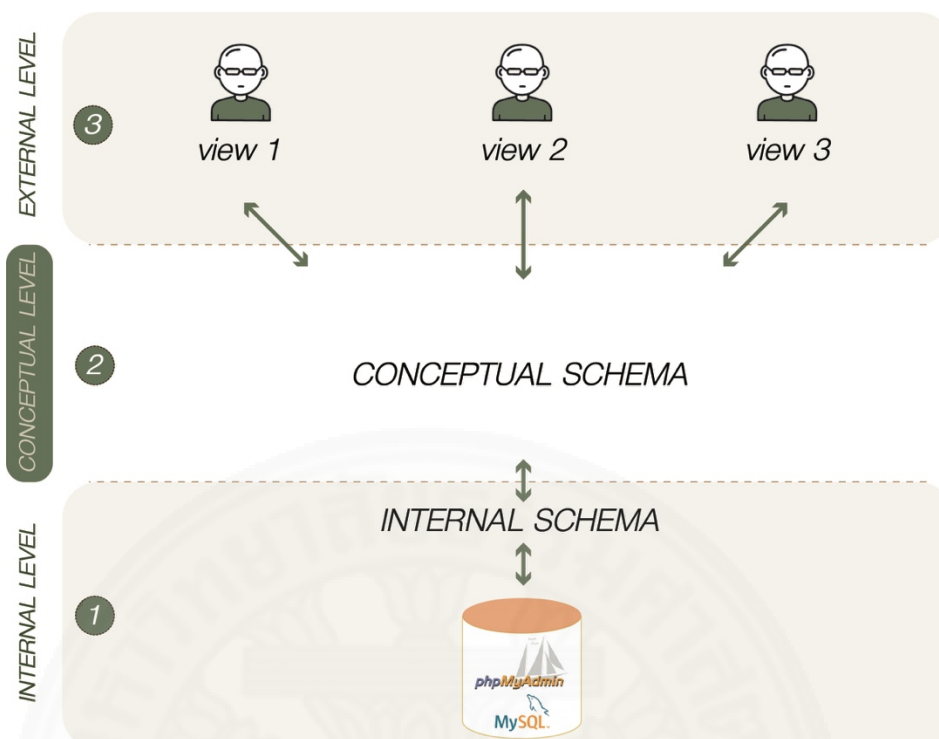 EXTERNAL LEVEL
3
view 1
view 2
view 3
CONCEPTUAL LEVEL
2
CONCEPTUAL SCHEMA
INTERNAL LEVEL
INTERNAL SCHEMA
1
phpMyAdmin
MySQL